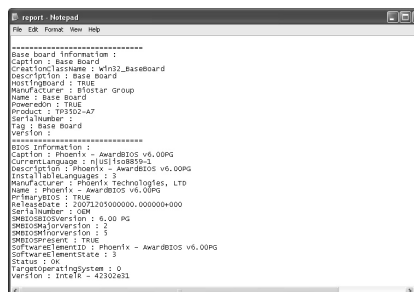 report - Notepad
File Edit Format View Help
==============================
Base board informatiom :
Caption : Base Board
CreationClassName : Win32_BaseBoard
Description : Base Board
HostingBoard : TRUE
Manufacturer : Biostar Group
Name : Base Board
PoweredOn : TRUE
Product : TP35D2-A7
SerialNumber :
Tag : Base Board
Version :
==============================
BIOS Information :
Caption : Phoenix - AwardBIOS v6.00PG
CurrentLanguage : n|US|iso8859-1
Description : Phoenix - AwardBIOS v6.00PG
InstallableLanguages : 3
Manufacturer : Phoenix Technologies, LTD
Name : Phoenix - AwardBIOS v6.00PG
PrimaryBIOS : TRUE
ReleaseDate : 20071205000000.000000+000
SerialNumber : OEM
SMBIOSBIOSVersion : 6.00 PG
SMBIOSMajorVersion : 2
SMBIOSMinorVersion : 5
SMBIOSPresent : TRUE
SoftwareElementID : Phoenix - AwardBIOS v6.00PG
SoftwareElementState : 3
Status : OK
TargetOperatingSystem : 0
Version : IntelR - 42302e31